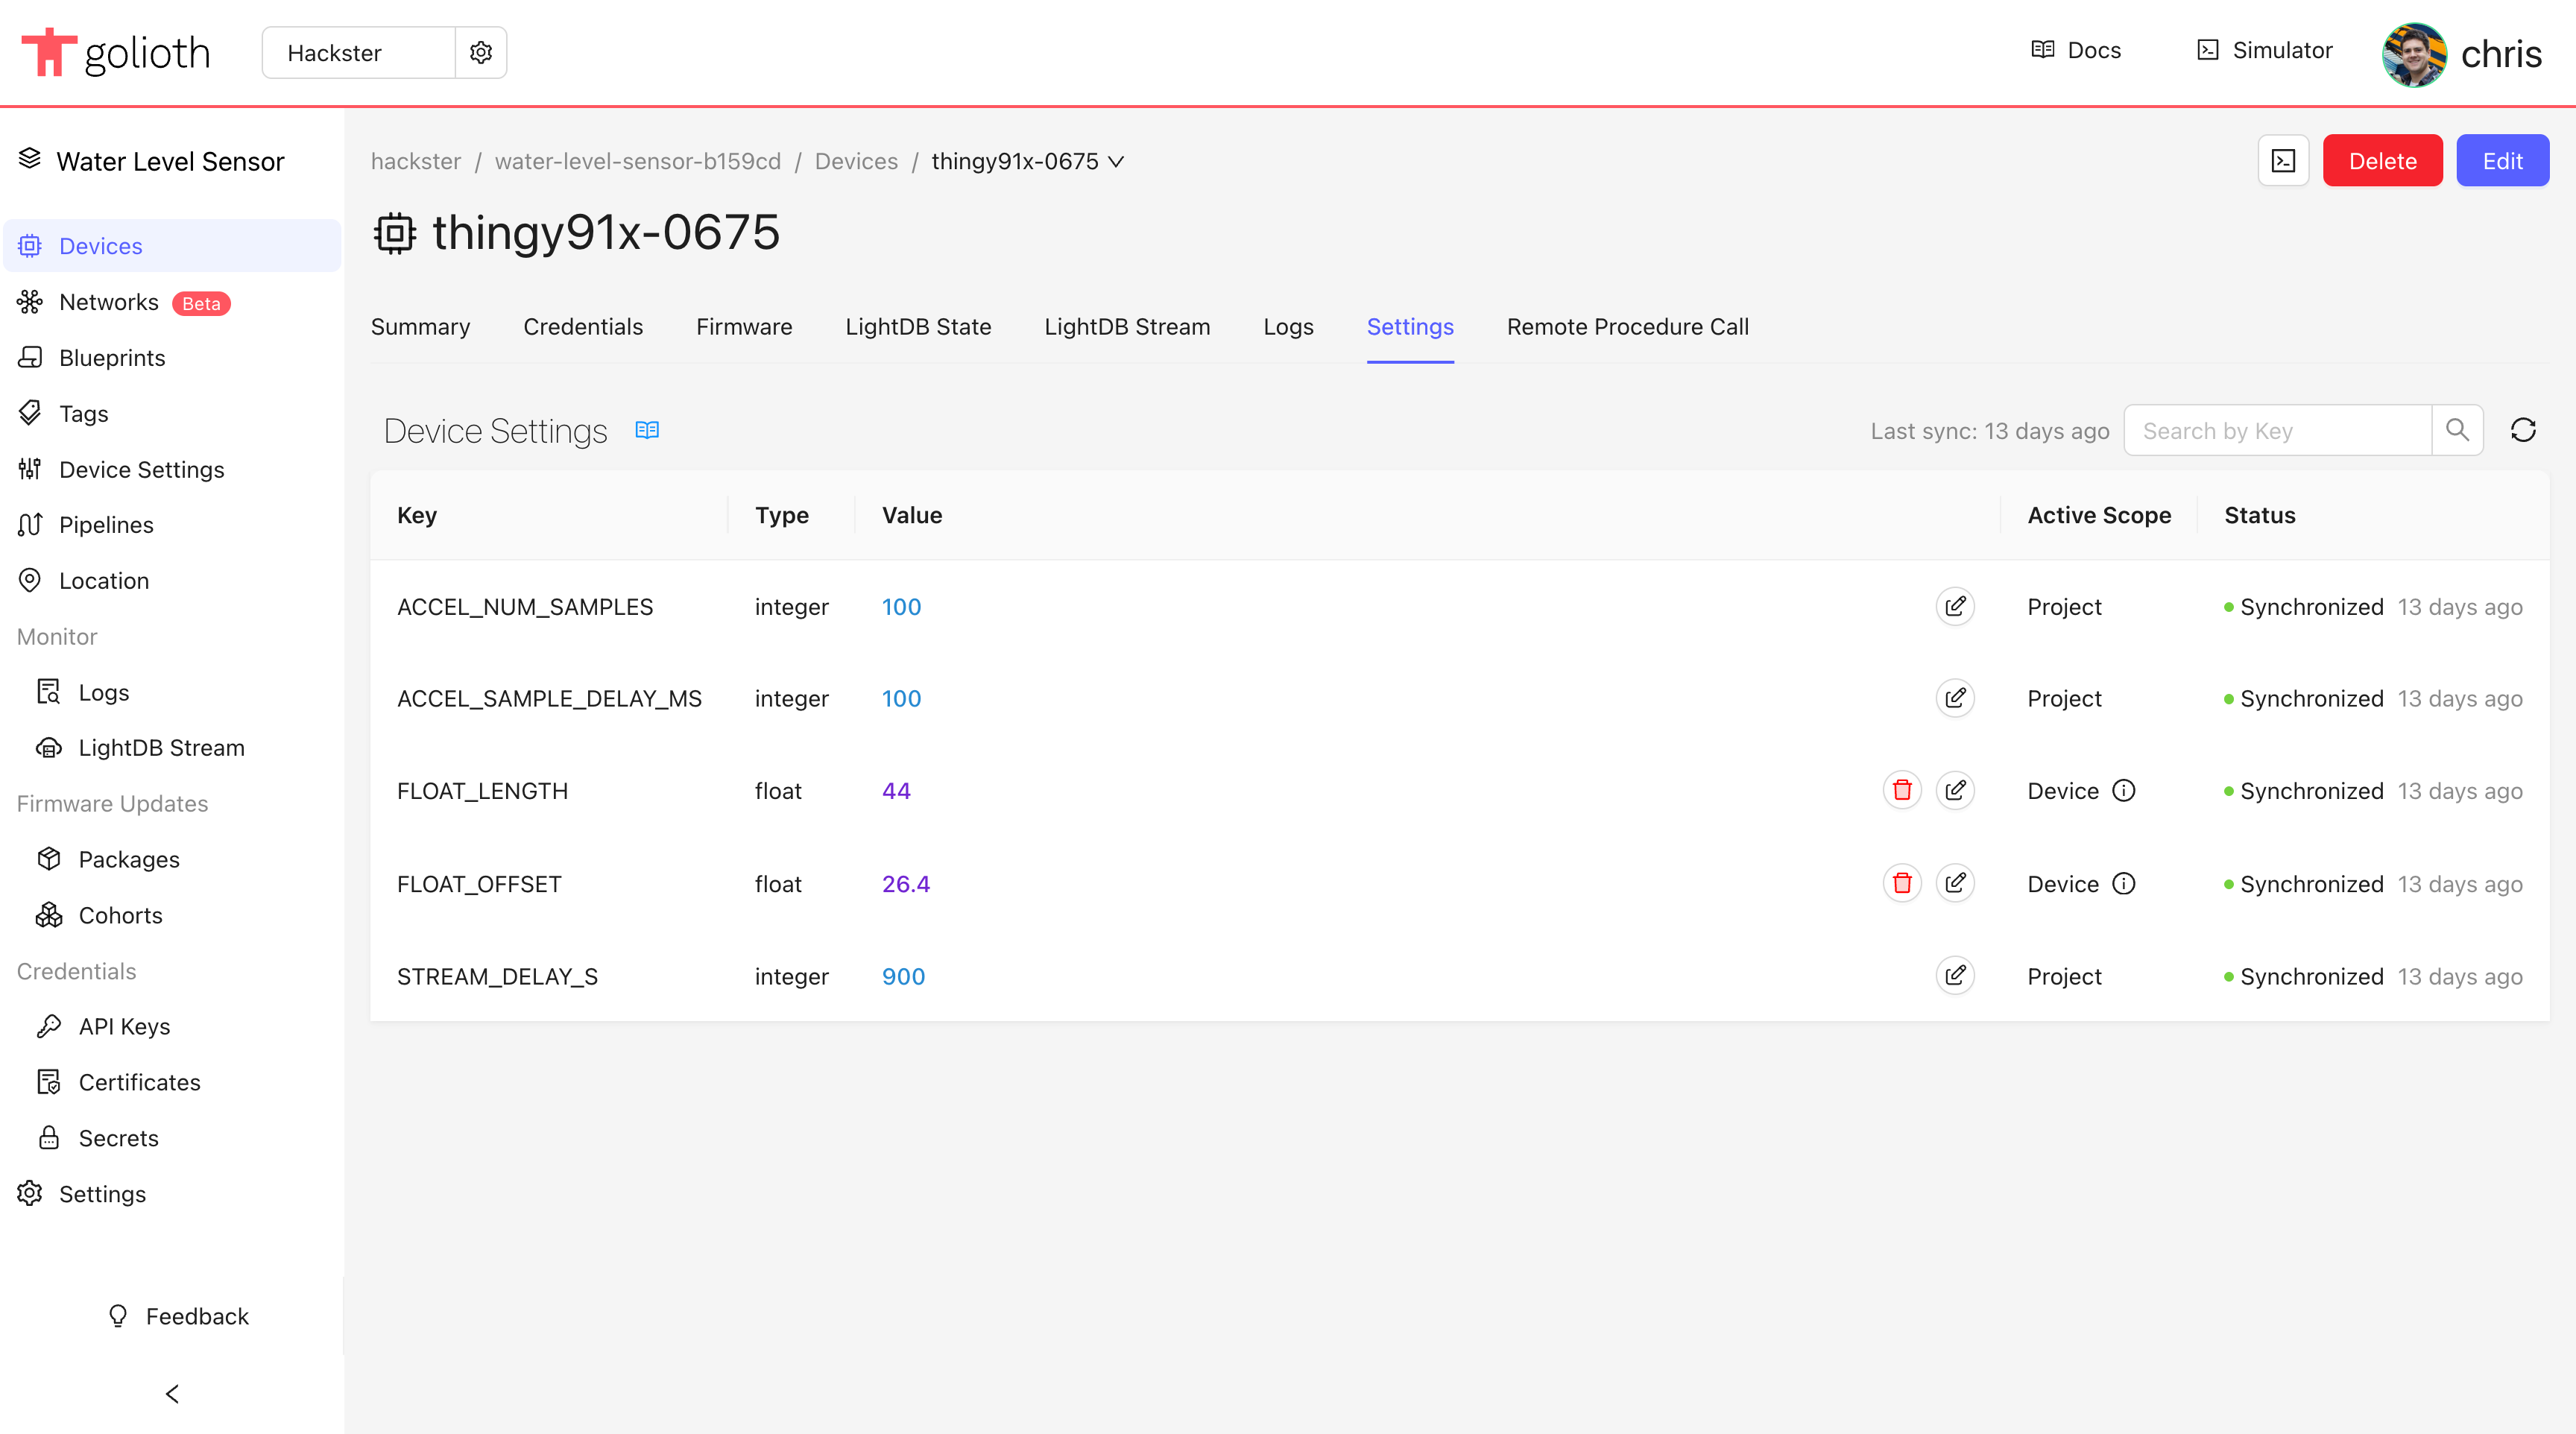 golioth
Hackster
Docs
Simulator
chris
Water Level Sensor
Devices
Networks Beta
Blueprints
Tags
Device Settings
Pipelines
Location
Monitor
Logs
LightDB Stream
Firmware Updates
Packages
Cohorts
Credentials
API Keys
Certificates
Secrets
Settings
Feedback
hackster / water-level-sensor-b159cd / Devices / thingy91x-0675
Delete
Edit
thingy91x-0675
Summary Credentials Firmware LightDB State LightDB Stream Logs Settings Remote Procedure Call
Device Settings
Last sync: 13 days ago
Search by Key
Key Type Value Active Scope Status
ACCEL_NUM_SAMPLES integer 100 Project Synchronized 13 days ago
ACCEL_SAMPLE_DELAY_MS integer 100 Project Synchronized 13 days ago
FLOAT_LENGTH float 44 Device Synchronized 13 days ago
FLOAT_OFFSET float 26.4 Device Synchronized 13 days ago
STREAM_DELAY_S integer 900 Project Synchronized 13 days ago